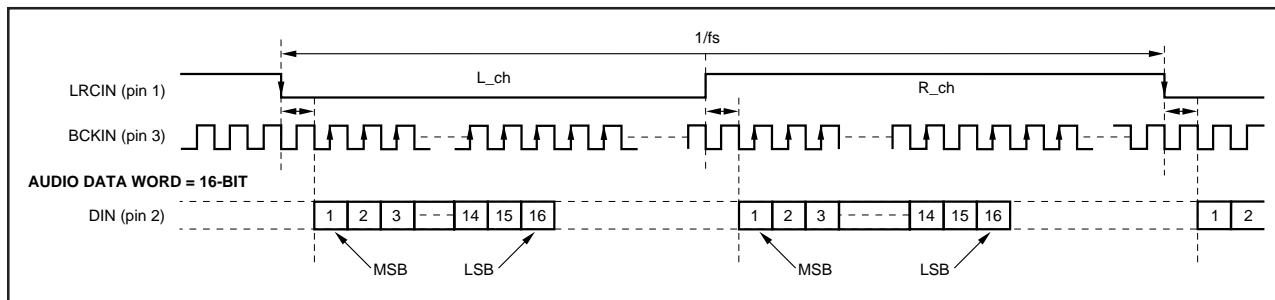 1/fs
LRCIN (pin 1)
L_ch
R_ch
BCKIN (pin 3)
AUDIO DATA WORD = 16-BIT
DIN (pin 2)
1 2 3 14 15 16 1 2 3 14 15 16 1 2
MSB LSB MSB LSB